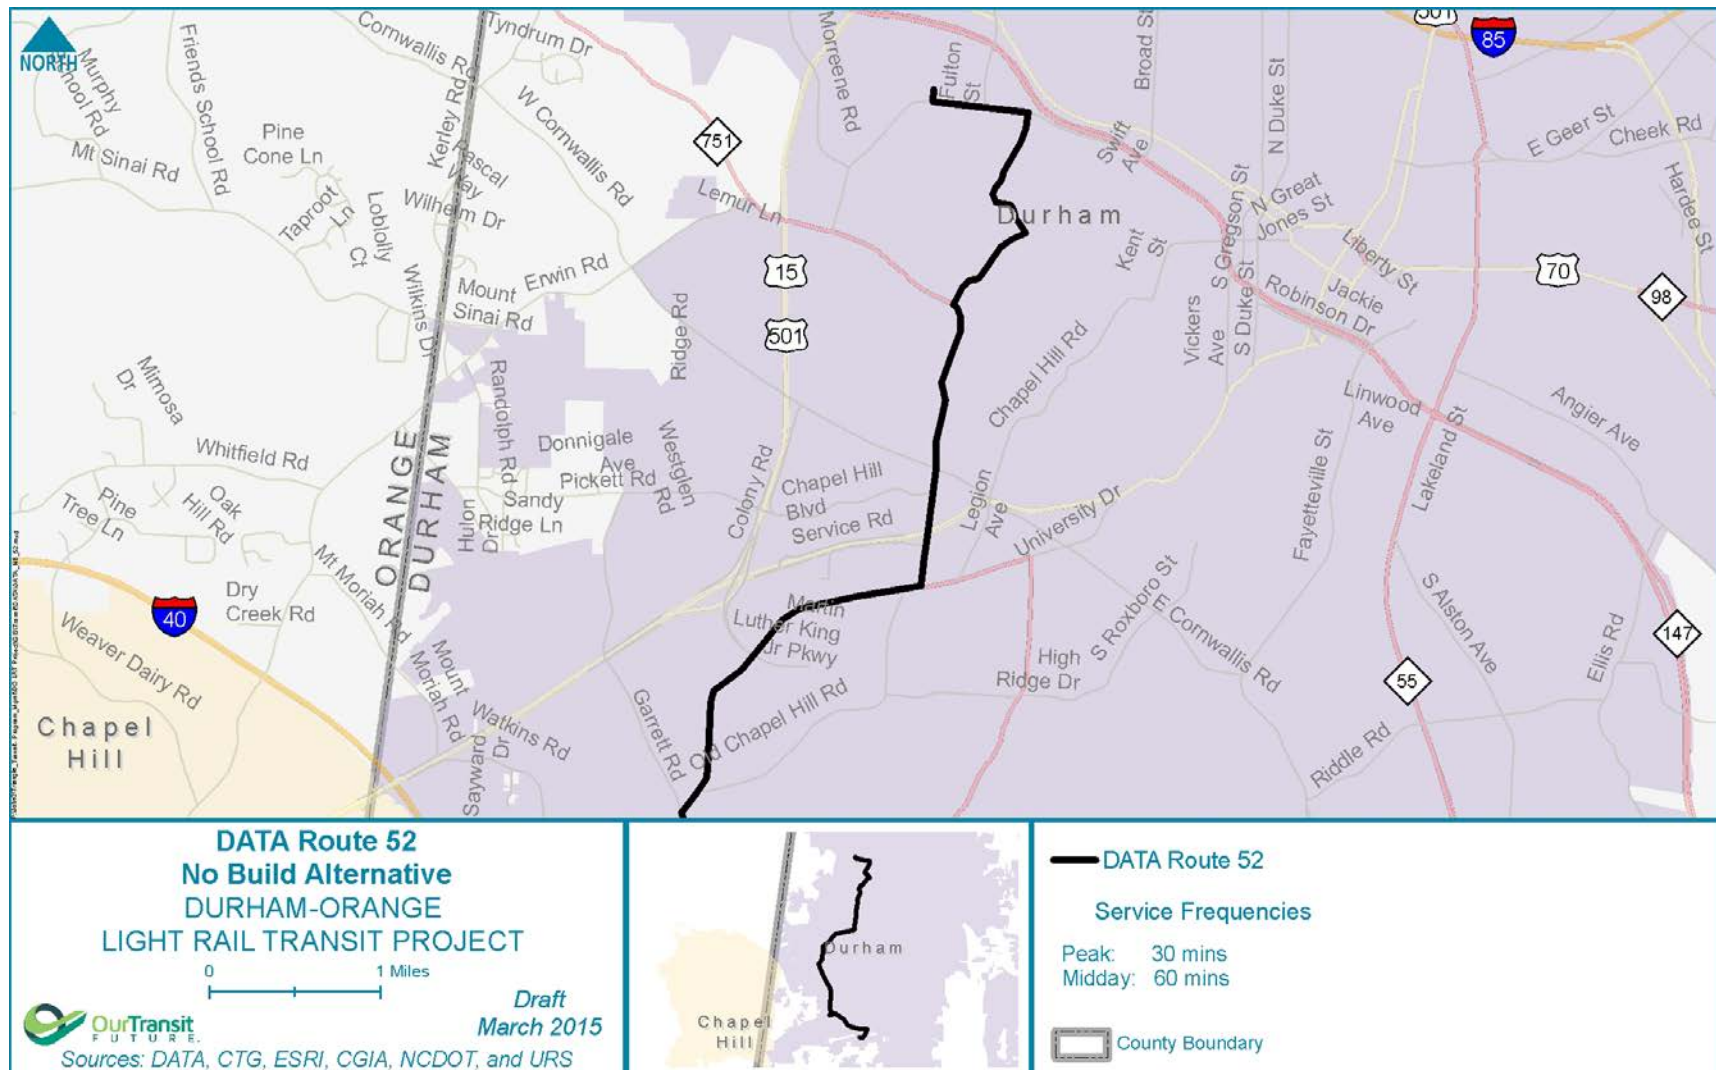 NORTH
Murphy
School Rd
Friends School Rd
Cornwallis Rd
Tyndrum Dr
Mt Sinai Rd
Pine
Cone Ln
Taproot
Ln
Loblolly
Ct
Kerley Rd
Pascal
Way
Wilhelm Dr
W Cornwallis Rd
Wilkins Dr
Mount
Sinai Rd
Erwin Rd
751
Lemur Ln
Morreene Rd
Fulton
St
15
501
Ridge Rd
Durham
Swift
Ave
Broad St
N Duke St
501
85
E Geer St
Cheek Rd
Hardee St
S Gregson St
N Great
Jones St
Kent
St
Liberty St
Jackie
Robinson Dr
70
98
Vickers
Ave
S Duke St
Chapel Hill Rd
Linwood
Ave
Lakeland St
Angier Ave
Mimosa
Dr
Whitfield Rd
ORANGE
DURHAM
Randolph Rd
Donnigale
Ave
Pickett Rd
Westglen
Rd
Sandy
Ridge Ln
Hulon
Dr
Colony Rd
Chapel Hill
Blvd
Service Rd
Legion
Ave
University Dr
Fayetteville St
Pine
Tree Ln
Oak
Hill Rd
Mt Moriah Rd
Dry
Creek Rd
40
Weaver Dairy Rd
Mount
Moriah Rd
Watkins Rd
Sayward
Dr
Garrett Rd
Martin
Luther King
Jr Pkwy
Old Chapel Hill Rd
High
Ridge Dr
S Roxboro St
E Cornwallis Rd
S Alston Ave
Ellis Rd
147
55
Riddle Rd
Chapel
Hill
DATA Route 52
No Build Alternative
DURHAM-ORANGE
LIGHT RAIL TRANSIT PROJECT
0 1 Miles
Draft
March 2015
OurTransit
FUTURE
Sources: DATA, CTG, ESRI, CGIA, NCDOT, and URS
Durham
Chapel
Hill
DATA Route 52
Service Frequencies
Peak: 30 mins
Midday: 60 mins
County Boundary